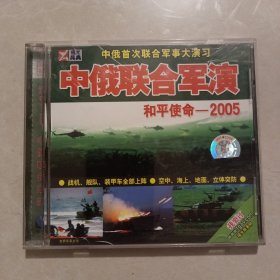 中俄首次联合军事大演习
中俄联合军演
和平使命—2005
● 战机、舰队、装甲车全部上阵 ● 空中、海上、地面、立体突防